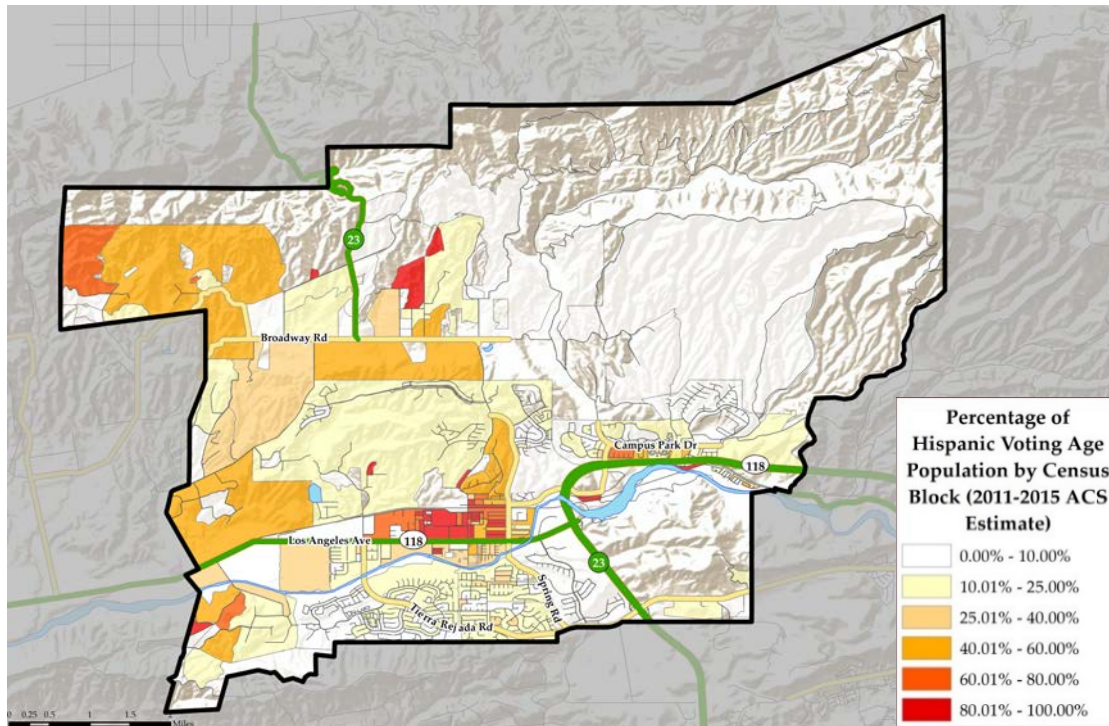 23
Broadway Rd
Campus Park Dr
118
Los Angeles Ave
118
23
Spring Rd
Tierra Rejada Rd
Percentage of
Hispanic Voting Age
Population by Census
Block (2011-2015 ACS
Estimate)
0.00% - 10.00%
10.01% - 25.00%
25.01% - 40.00%
40.01% - 60.00%
60.01% - 80.00%
80.01% - 100.00%
0 0.25 0.5 1 1.5 2
Miles